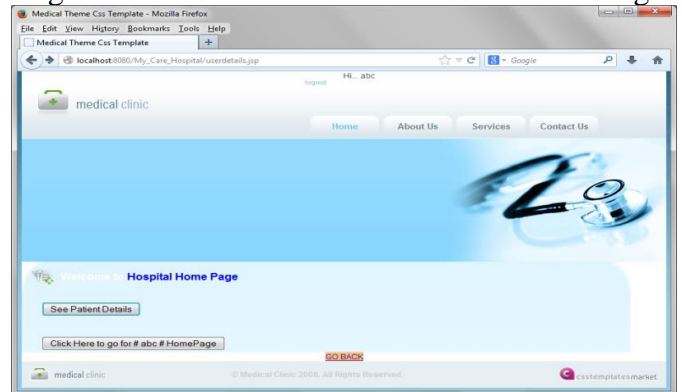 Medical Theme Css Template - Mozilla Firefox
File Edit View History Bookmarks Tools Help
Medical Theme Css Template +
localhost:8080/My_Care_Hospital/userdetails.jsp Google
Hi... abc
logout
medical clinic
Home About Us Services Contact Us
Welcome to Hospital Home Page
See Patient Details
Click Here to go for # abc # HomePage
GO BACK
medical clinic © Medical Clinic 2008. All Rights Reserved. csstemplatesmarket